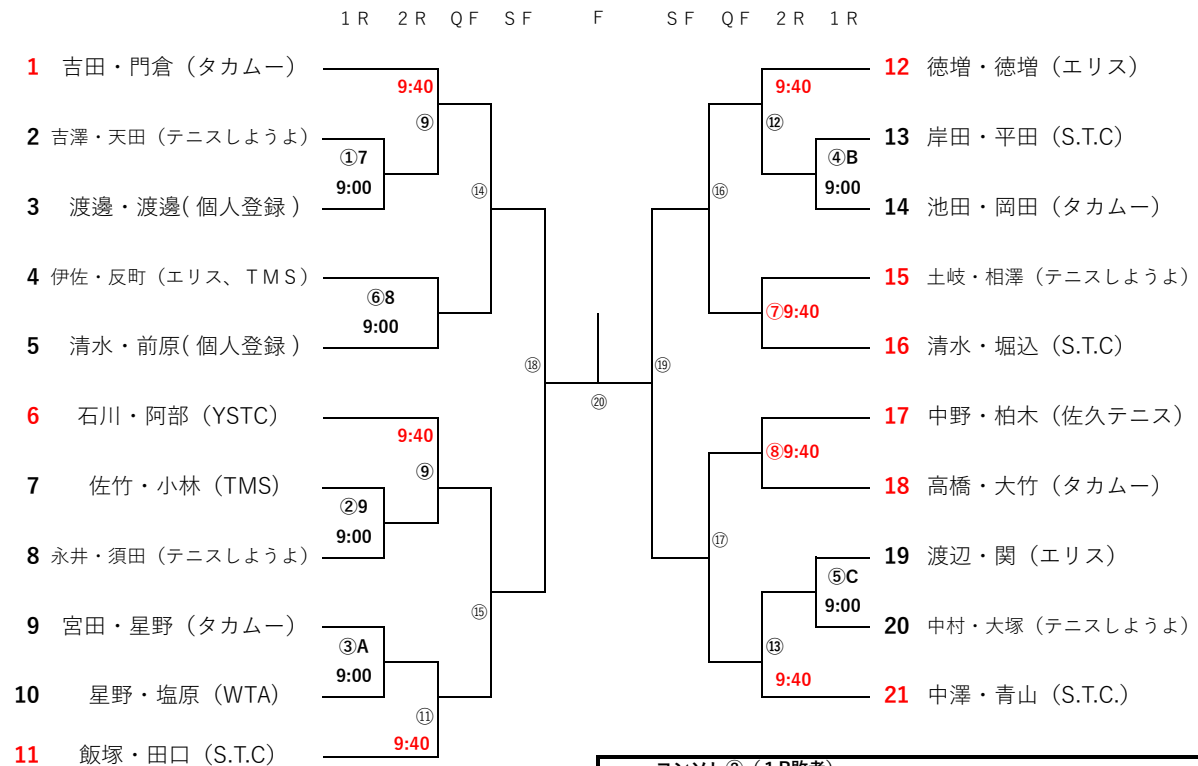 1 R 2 R Q F S F F S F Q F 2 R 1 R
1 吉田・門倉（タカムー）
9:40
⑨
2 吉澤・天田（テニスしようよ）
①7
9:00
3 渡邊・渡邊( 個人登録 )
⑭
4 伊佐・反町（エリス、ＴＭＳ）
⑥8
9:00
5 清水・前原( 個人登録 )
⑱
6 石川・阿部（YSTC）
9:40
⑨
7 佐竹・小林（TMS）
②9
9:00
8 永井・須田（テニスしようよ）
⑮
9 宮田・星野（タカムー）
③A
9:00
10 星野・塩原（WTA）
⑪
9:40
11 飯塚・田口（S.T.C）
⑳
12 徳増・徳増（エリス）
9:40
⑫
13 岸田・平田（S.T.C）
④B
9:00
14 池田・岡田（タカムー）
⑯
15 土岐・相澤（テニスしようよ）
⑦9:40
16 清水・堀込（S.T.C）
⑲
17 中野・柏木（佐久テニス）
⑧9:40
18 高橋・大竹（タカムー）
⑰
19 渡辺・関（エリス）
⑤C
9:00
20 中村・大塚（テニスしようよ）
⑬
9:40
21 中澤・青山（S.T.C.）